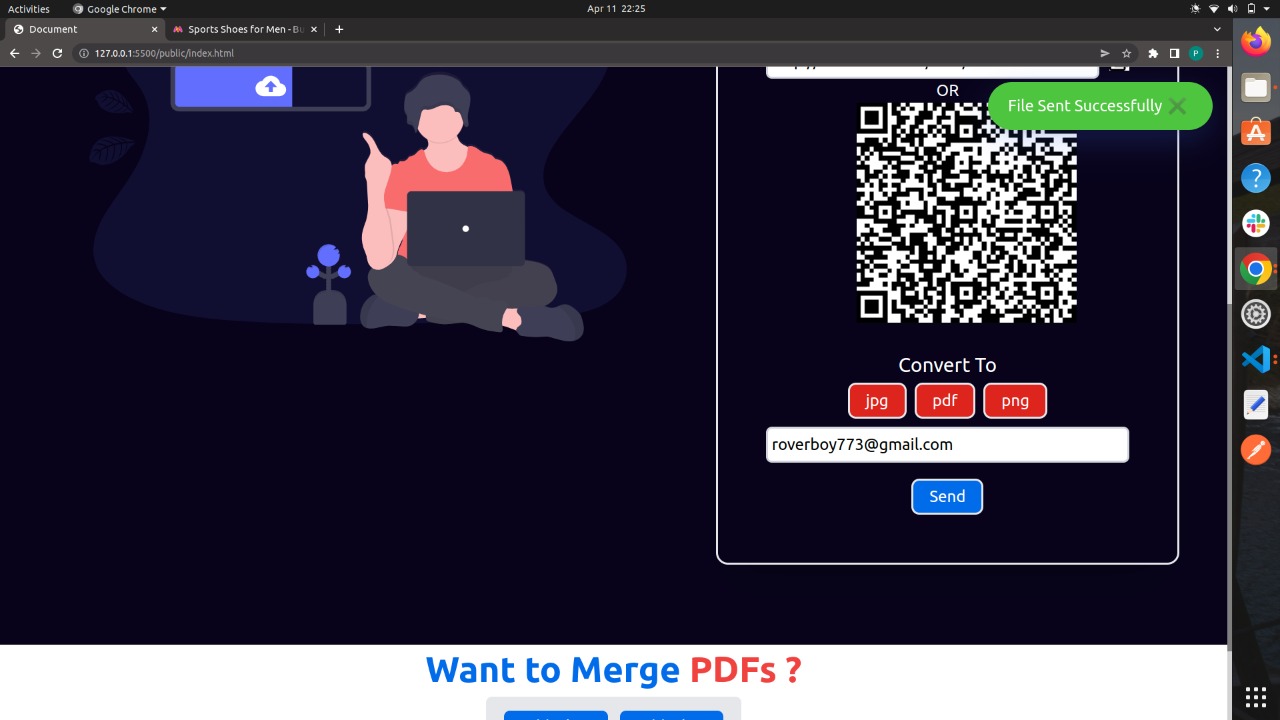 Activities
Google Chrome
Apr 11 22:25
Document
Sports Shoes for Men - Bu
127.0.0.1:5500/public/index.html
P
OR
File Sent Successfully
Convert To
jpg pdf png
roverboy773@gmail.com
Send
Want to Merge PDFs ?